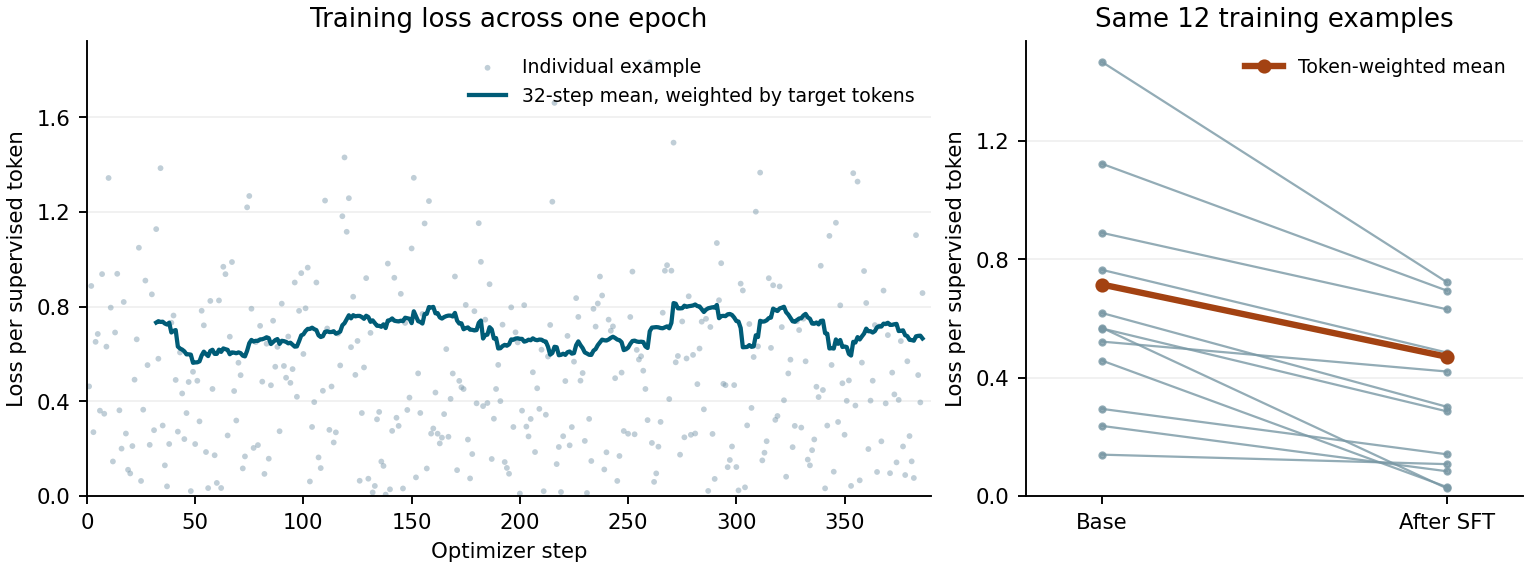 Training loss across one epoch
Individual example
32-step mean, weighted by target tokens
Loss per supervised token
1.6
1.2
0.8
0.4
0.0
0 50 100 150 200 250 300 350
Optimizer step
Same 12 training examples
Token-weighted mean
Loss per supervised token
1.2
0.8
0.4
0.0
Base After SFT